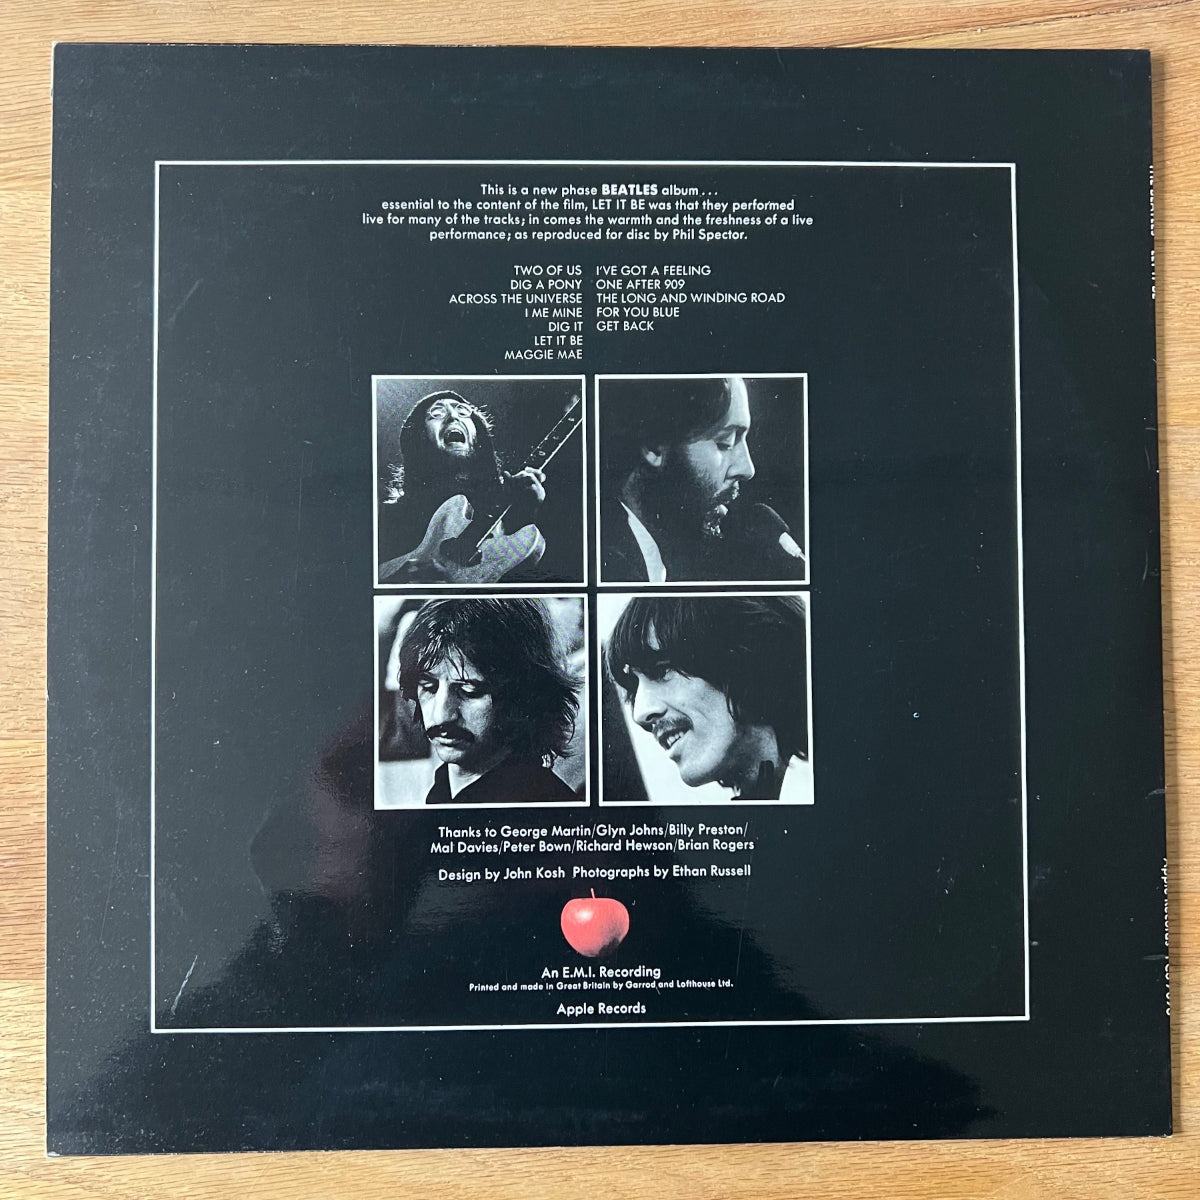 This is a new phase BEATLES album . . .
essential to the content of the film, LET IT BE was that they performed
live for many of the tracks; in comes the warmth and the freshness of a live
performance; as reproduced for disc by Phil Spector.
TWO OF US
DIG A PONY
ACROSS THE UNIVERSE
I ME MINE
DIG IT
LET IT BE
MAGGIE MAE
I'VE GOT A FEELING
ONE AFTER 909
THE LONG AND WINDING ROAD
FOR YOU BLUE
GET BACK
Thanks to George Martin/Glyn Johns/Billy Preston/
Mal Davies/Peter Bown/Richard Hewson/Brian Rogers
Design by John Kosh Photographs by Ethan Russell
An E.M.I. Recording
Printed and made in Great Britain by Garrod and Lofthouse Ltd.
Apple Records
Apple Records